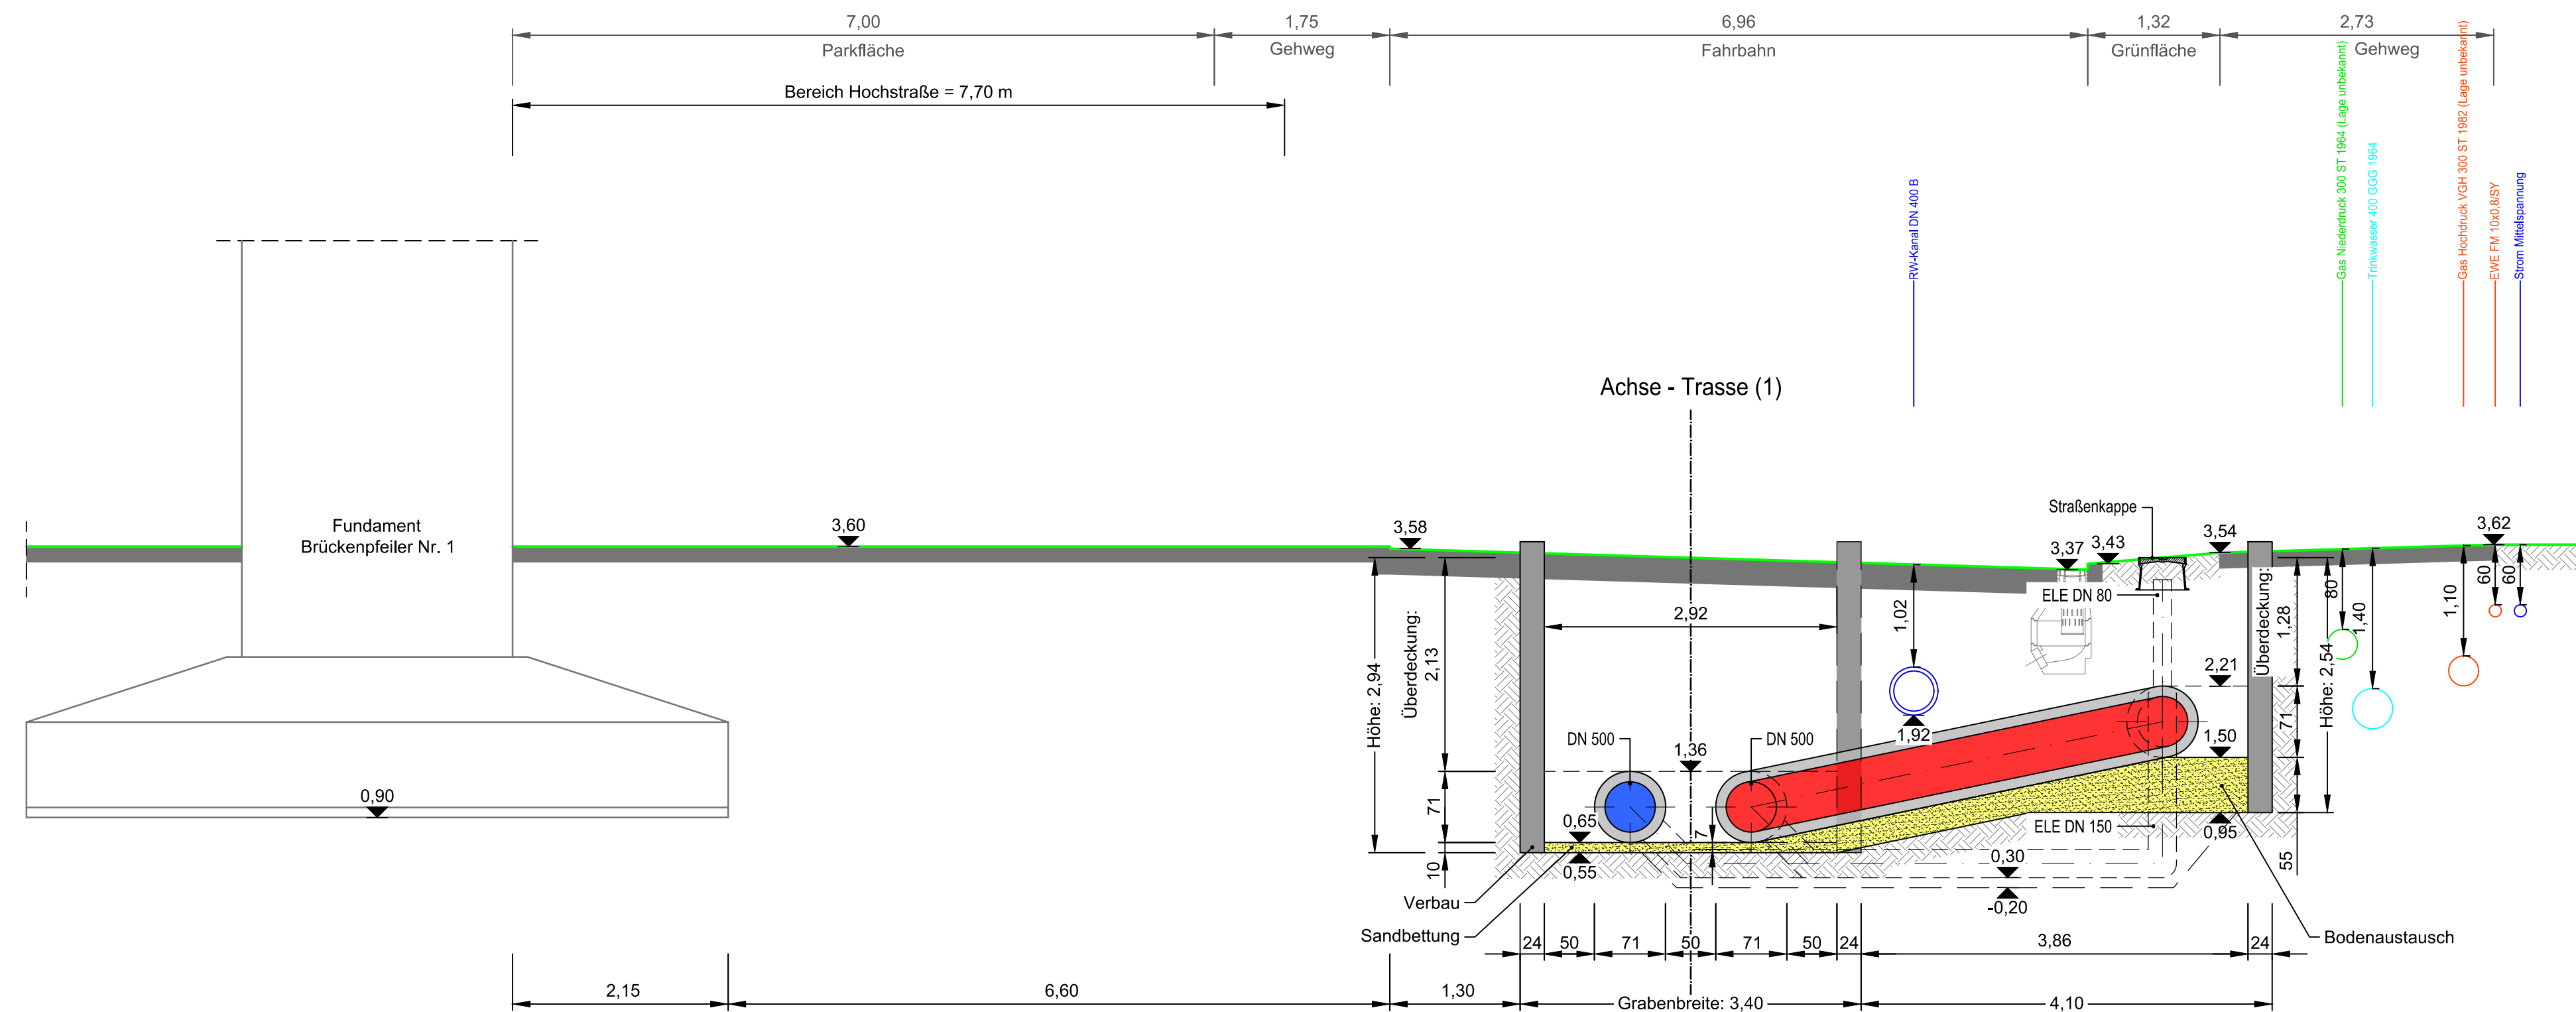 7,00
1,75
6,96
1,32
2,73
Parkfläche
Gehweg
Fahrbahn
Grünfläche
Gehweg
Bereich Hochstraße = 7,70 m
RW-Kanal DN 400 B
Gas Niederdruck 300 ST 1964 (Lage unbekannt)
Trinkwasser 400 GGG 1964
Gas Hochdruck VGH 300 ST 1982 (Lage unbekannt)
EWE FM 10x0,8/SY
Strom Mittelspannung
Achse - Trasse (1)
Fundament
Brückenpfeiler Nr. 1
3,60
3,58
Straßenkappe
3,37
3,43
3,54
3,62
ELE DN 80
2,92
1,02
Höhe: 2,94
Überdeckung:
2,13
Überdeckung:
1,28
Höhe: 2,54
80
1,40
1,10
60
60
2,21
71
1,92
DN 500
1,36
DN 500
1,50
0,90
71
0,65
7
ELE DN 150
0,95
10
0,55
0,30
55
-0,20
Verbau
Sandbettung
Bodenaustausch
24
50
71
50
71
50
24
3,86
24
2,15
6,60
1,30
Grabenbreite: 3,40
4,10